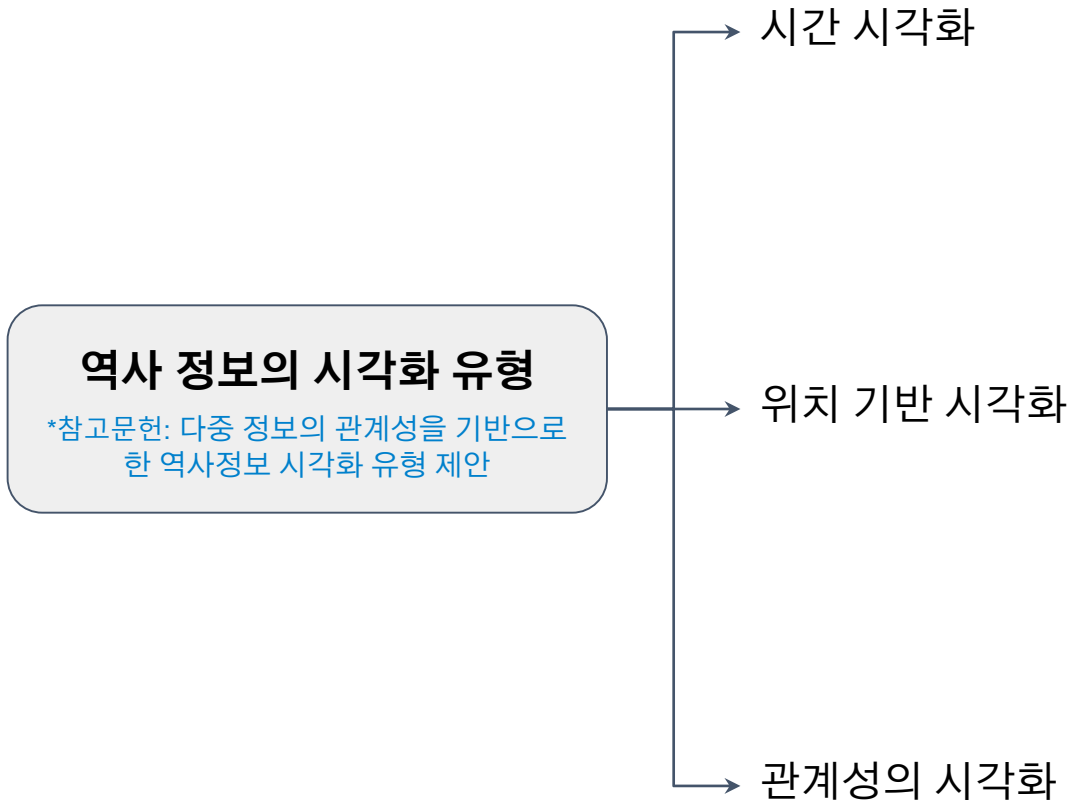 시간 시각화
역사 정보의 시각화 유형
*참고문헌: 다중 정보의 관계성을 기반으로
한 역사정보 시각화 유형 제안
위치 기반 시각화
관계성의 시각화